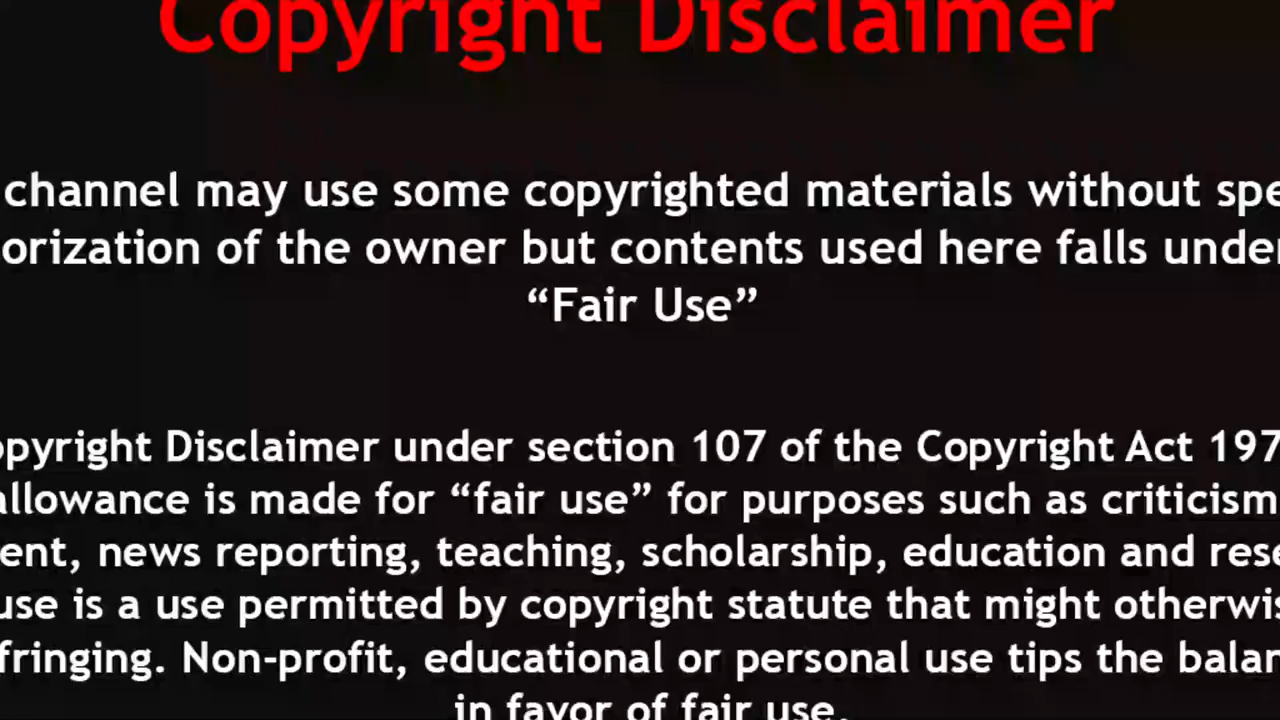 Copyright Disclaimer
channel may use some copyrighted materials without spe
orization of the owner but contents used here falls under
“Fair Use”
opyright Disclaimer under section 107 of the Copyright Act 197
allowance is made for “fair use” for purposes such as criticism
ent, news reporting, teaching, scholarship, education and rese
use is a use permitted by copyright statute that might otherwis
fringing. Non-profit, educational or personal use tips the balan
in favor of fair use.